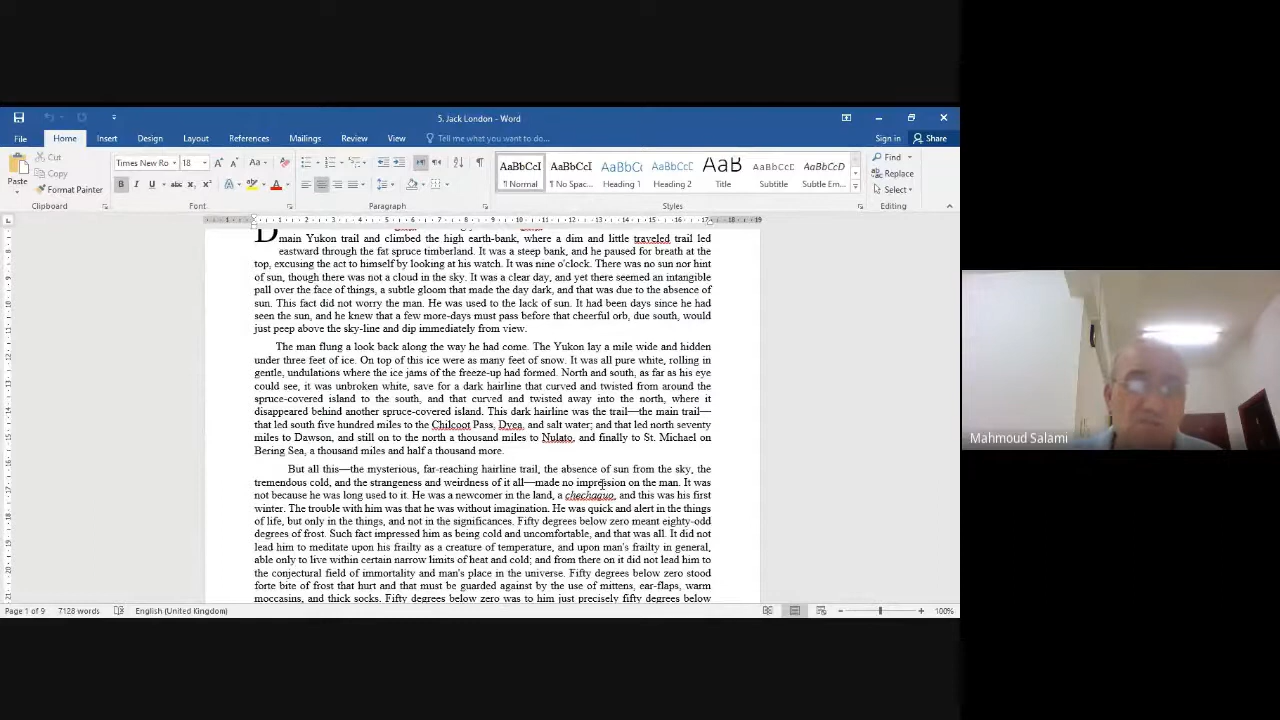 5. Jack London - Word
Sign in
Share
File
Home
Insert
Design
Layout
References
Mailings
Review
View
Tell me what you want to do...
Paste
Cut
Copy
Format Painter
Clipboard
Times New Ro
18
Font
Paragraph
AaBbCcI
AaBbCcI
AaBbC
AaBbCcC
AaB
AaBbCcC
AaBbCcD
¶ Normal
¶ No Spac...
Heading 1
Heading 2
Title
Subtitle
Subtle Em...
Styles
Find
Replace
Select
Editing
main Yukon trail and climbed the high earth-bank, where a dim and little traveled trail led
eastward through the fat spruce timberland. It was a steep bank, and he paused for breath at the
top, excusing the act to himself by looking at his watch. It was nine o'clock. There was no sun nor hint
of sun, though there was not a cloud in the sky. It was a clear day, and yet there seemed an intangible
pall over the face of things, a subtle gloom that made the day dark, and that was due to the absence of
sun. This fact did not worry the man. He was used to the lack of sun. It had been days since he had
seen the sun, and he knew that a few more-days must pass before that cheerful orb, due south, would
just peep above the sky-line and dip immediately from view.
The man flung a look back along the way he had come. The Yukon lay a mile wide and hidden
under three feet of ice. On top of this ice were as many feet of snow. It was all pure white, rolling in
gentle, undulations where the ice jams of the freeze-up had formed. North and south, as far as his eye
could see, it was unbroken white, save for a dark hairline that curved and twisted from around the
spruce-covered island to the south, and that curved and twisted away into the north, where it
disappeared behind another spruce-covered island. This dark hairline was the trail—the main trail—
that led south five hundred miles to the Chilcoot Pass, Dyea, and salt water; and that led north seventy
miles to Dawson, and still on to the north a thousand miles to Nulato, and finally to St. Michael on
Bering Sea, a thousand miles and half a thousand more.
But all this—the mysterious, far-reaching hairline trail, the absence of sun from the sky, the
tremendous cold, and the strangeness and weirdness of it all—made no impression on the man. It was
not because he was long used to it. He was a newcomer in the land, a chechaquo, and this was his first
winter. The trouble with him was that he was without imagination. He was quick and alert in the things
of life, but only in the things, and not in the significances. Fifty degrees below zero meant eighty-odd
degrees of frost. Such fact impressed him as being cold and uncomfortable, and that was all. It did not
lead him to meditate upon his frailty as a creature of temperature, and upon man's frailty in general,
able only to live within certain narrow limits of heat and cold; and from there on it did not lead him to
the conjectural field of immortality and man's place in the universe. Fifty degrees below zero stood
forte bite of frost that hurt and that must be guarded against by the use of mittens, ear-flaps, warm
moccasins, and thick socks. Fifty degrees below zero was to him just precisely fifty degrees below
Page 1 of 9
7128 words
English (United Kingdom)
100%
Mahmoud Salami